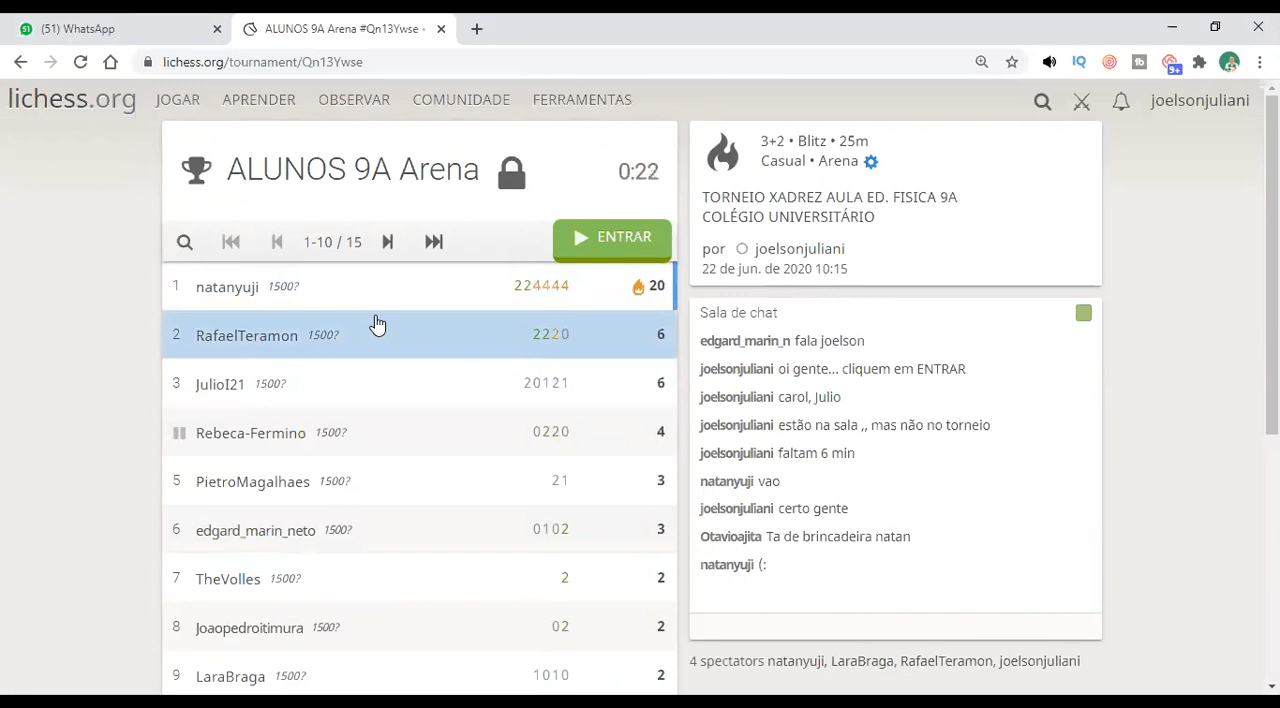 (51) WhatsApp
ALUNOS 9A Arena #Qn13Ywse •
lichess.org/tournament/Qn13Ywse
lichess.org JOGAR APRENDER OBSERVAR COMUNIDADE FERRAMENTAS joelsonjuliani
ALUNOS 9A Arena 0:22
1-10 / 15 ENTRAR
1 natanyuji 1500? 224444 20
2 RafaelTeramon 1500? 2220 6
3 JulioI21 1500? 20121 6
Rebeca-Fermino 1500? 0220 4
5 PietroMagalhaes 1500? 21 3
6 edgard_marin_neto 1500? 0102 3
7 TheVolles 1500? 2 2
8 Joaopedroitimura 1500? 02 2
9 LaraBraga 1500? 1010 2
3+2 • Blitz • 25m
Casual • Arena
TORNEIO XADREZ AULA ED. FISICA 9A
COLÉGIO UNIVERSITÁRIO
por joelsonjuliani
22 de jun. de 2020 10:15
Sala de chat
edgard_marin_n fala joelson
joelsonjuliani oi gente... cliquem em ENTRAR
joelsonjuliani carol, Julio
joelsonjuliani estão na sala ,, mas não no torneio
joelsonjuliani faltam 6 min
natanyuji vao
joelsonjuliani certo gente
Otavioajita Ta de brincadeira natan
natanyuji (:
4 spectators natanyuji, LaraBraga, RafaelTeramon, joelsonjuliani